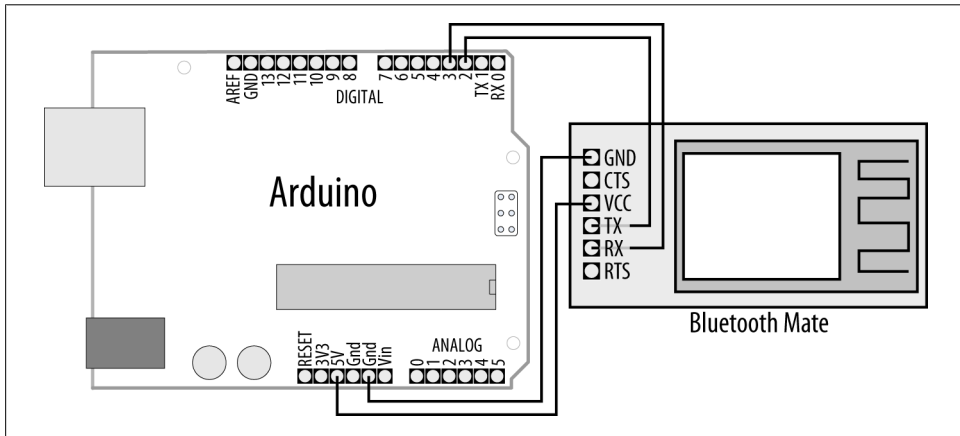 AREF
GND
13
12
11
10
9
8
7
6
5
4
3
2
TX 1
RX 0
DIGITAL
Arduino
GND
CTS
VCC
TX
RX
RTS
Bluetooth Mate
RESET
3V3
5V
Gnd
Gnd
Vin
ANALOG
0
1
2
3
4
5